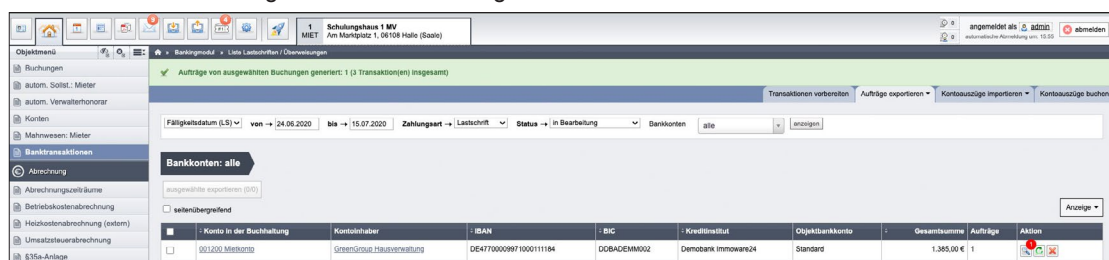 1 Schulungshaus 1 MV
MIET Am Marktplatz 1, 06108 Halle (Saale)
0 angemeldet als admin abmelden
0 automatische Abmeldung um: 15:55
Objektmenü
Bankingmodul » Liste Lastschriften / Überweisungen
Buchungen
Aufträge von ausgewählten Buchungen generiert: 1 (3 Transaktion(en) insgesamt)
autom. Sollst.: Mieter
autom. Verwalterhonorar
Transaktionen vorbereiten Aufträge exportieren Kontoauszüge importieren Kontoauszüge buchen
Konten
Mahnwesen: Mieter
Fälligkeitsdatum (LS) von → 24.06.2020 bis → 15.07.2020 Zahlungsart → Lastschrift Status → in Bearbeitung Bankkonten alle anzeigen
Banktransaktionen
Bankkonten: alle
Abrechnung
Abrechnungszeiträume
ausgewählte exportieren (0/0)
Betriebskostenabrechnung
seitenübergreifend
Anzeige
Heizkostenabrechnung (extern)
Umsatzsteuerabrechnung
§35a-Anlage
Konto in der Buchhaltung Kontoinhaber IBAN BIC Kreditinstitut Objektbankkonto Gesamtsumme Aufträge Aktion
001200 Mietkonto GreenGroup Hausverwaltung DE47700009971000111184 DDBADEMM002 Demobank Immoware24 Standard 1.385,00 € 1
1